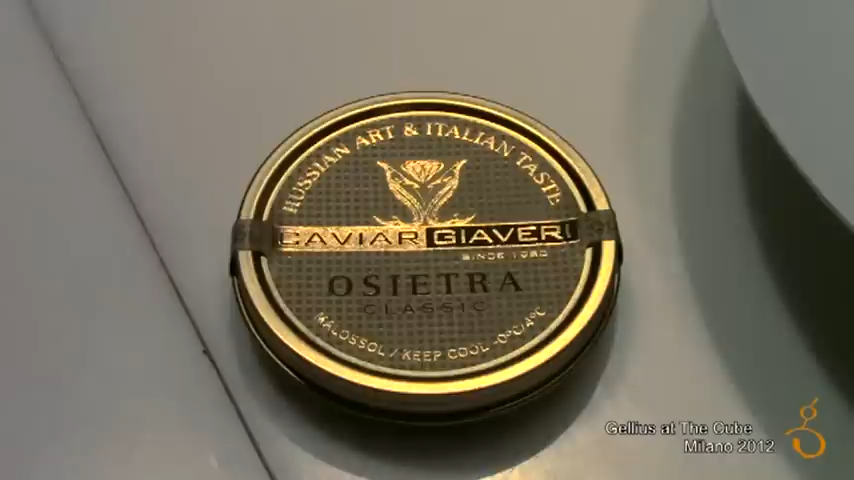 RUSSIAN ART & ITALIAN TASTE
CAVIAR GIAVERI
SINCE 1980
OSIETRA
CLASSIC
MALOSSOL / KEEP COOL -0°C/4°C
Gellius at The Cube
Milano 2012